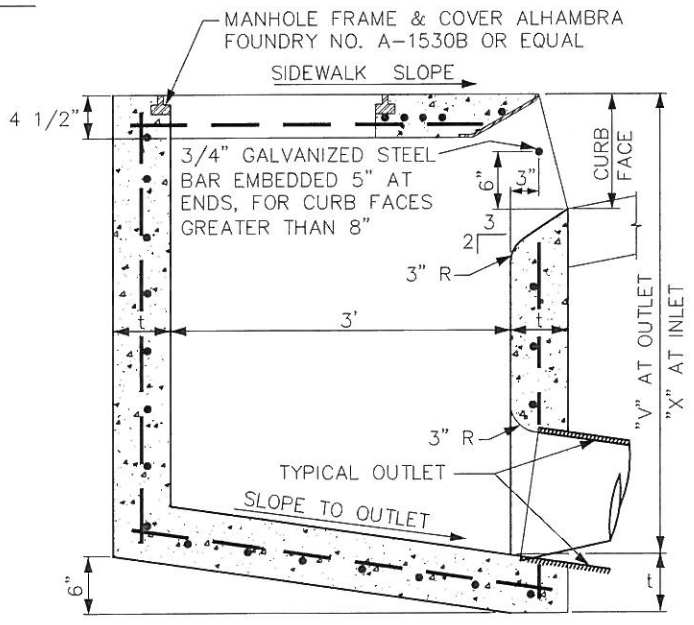 MANHOLE FRAME & COVER ALHAMBRA
FOUNDRY NO. A-1530B OR EQUAL
SIDEWALK SLOPE
4 1/2"
3/4" GALVANIZED STEEL
BAR EMBEDDED 5" AT
ENDS, FOR CURB FACES
GREATER THAN 8"
6"
3"
CURB
FACE
3
2
3" R
t
3'
t
"V" AT OUTLET
"X" AT INLET
3" R
TYPICAL OUTLET
SLOPE TO OUTLET
6"
t